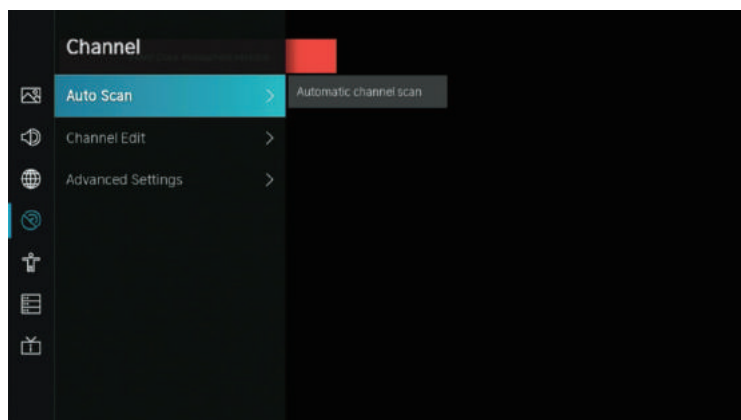 Channel
Auto Scan
Automatic channel scan
Channel Edit
Advanced Settings